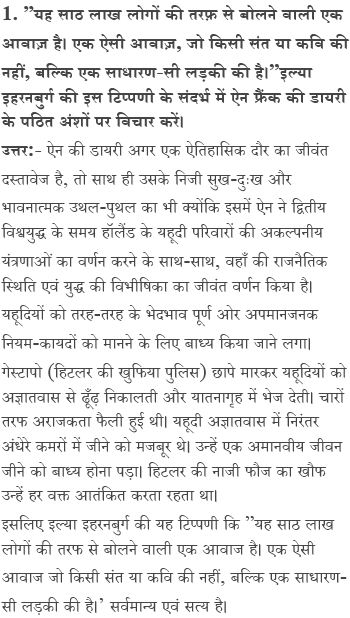 1. ”यह साठ लाख लोगों की तरफ़ से बोलने वाली एक
आवाज़ है। एक ऐसी आवाज़, जो किसी संत या कवि की
नहीं, बल्कि एक साधारण-सी लड़की की है।”इल्या
इहरनबुर्ग की इस टिप्पणी के संदर्भ में ऐन फ्रैंक की डायरी
के पठित अंशों पर विचार करें।
उत्तर:- ऐन की डायरी अगर एक ऐतिहासिक दौर का जीवंत
दस्तावेज है, तो साथ ही उसके निजी सुख-दुःख और
भावनात्मक उथल-पुथल का भी क्योंकि इसमें ऐन ने द्वितीय
विश्वयुद्ध के समय हॉलैंड के यहूदी परिवारों की अकल्पनीय
यंत्रणाओं का वर्णन करने के साथ-साथ, वहाँ की राजनैतिक
स्थिति एवं युद्ध की विभीषिका का जीवंत वर्णन किया है।
यहूदियों को तरह-तरह के भेदभाव पूर्ण ओर अपमानजनक
नियम-कायदों को मानने के लिए बाध्य किया जाने लगा।
गेस्टापो (हिटलर की खुफिया पुलिस) छापे मारकर यहूदियों को
अज्ञातवास से ढूँढ़ निकालती और यातनागृह में भेज देती। चारों
तरफ अराजकता फैली हुई थी। यहूदी अज्ञातवास में निरंतर
अंधेरे कमरों में जीने को मजबूर थे। उन्हें एक अमानवीय जीवन
जीने को बाध्य होना पड़ा। हिटलर की नाजी फौज का खौफ
उन्हें हर वक्त आतंकित करता रहता था।
इसलिए इल्या इहरनबुर्ग की यह टिप्पणी कि ”यह साठ लाख
लोगों की तरफ से बोलने वाली एक आवाज है। एक ऐसी
आवाज जो किसी संत या कवि की नहीं, बल्कि एक साधारण-
सी लड़की की है।’ सर्वमान्य एवं सत्य है।